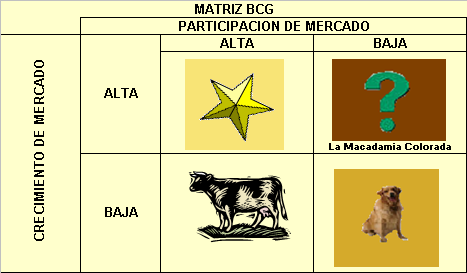 MATRIZ BCG
PARTICIPACION DE MERCADO
ALTA
BAJA
CRECIMIENTO DE MERCADO
ALTA
?
La Macadamia Colorada
BAJA